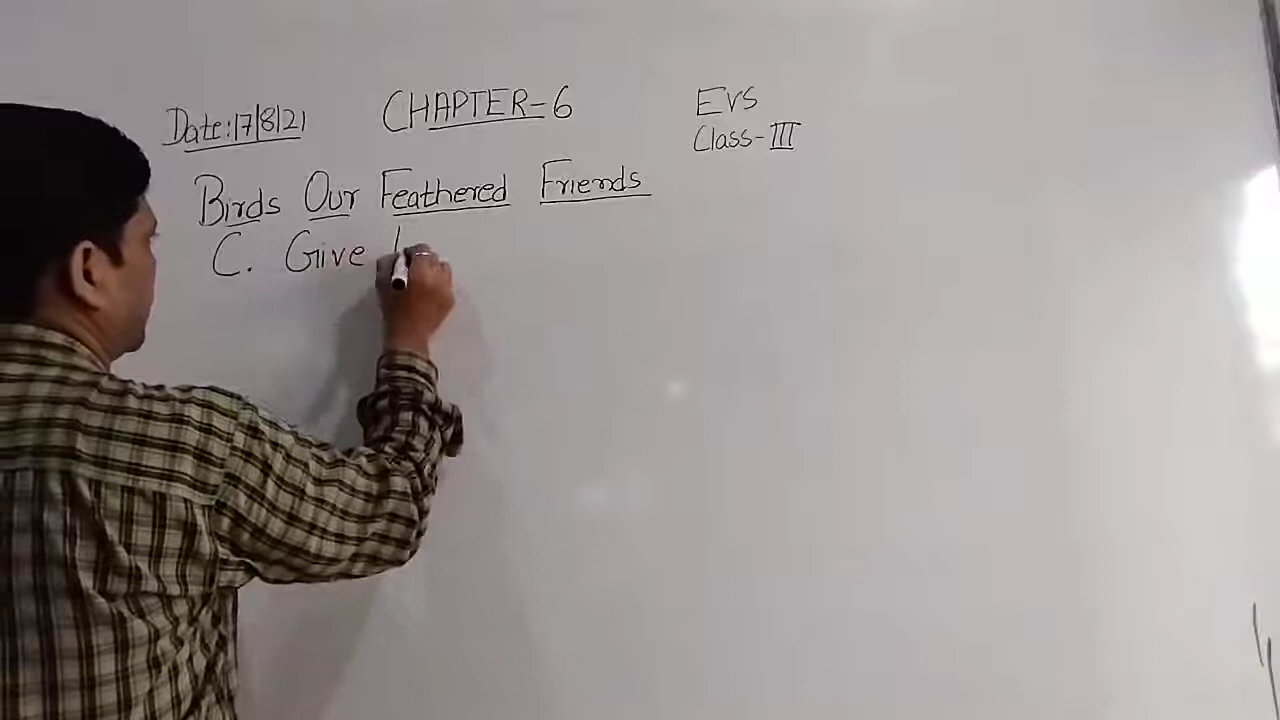 Date:17/8/21 CHAPTER-6 Evs
Class-III
Birds Our Feathered Friends
C. Give